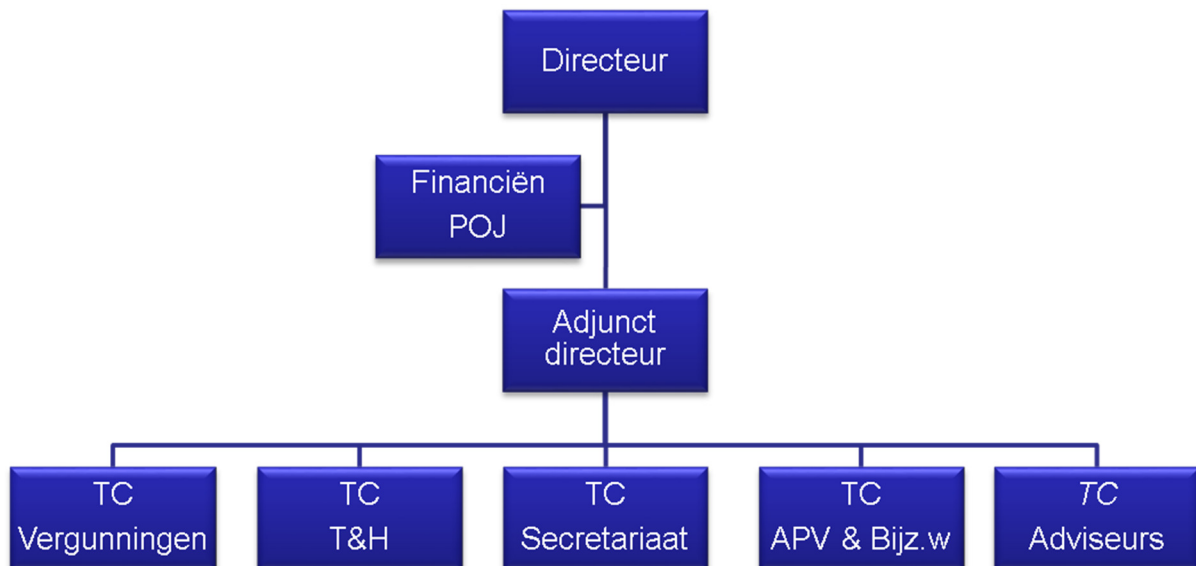 Directeur
Financiën
POJ
Adjunct
directeur
TC
Vergunningen
TC
T&H
TC
Secretariaat
TC
APV & Bijz.w
TC
Adviseurs